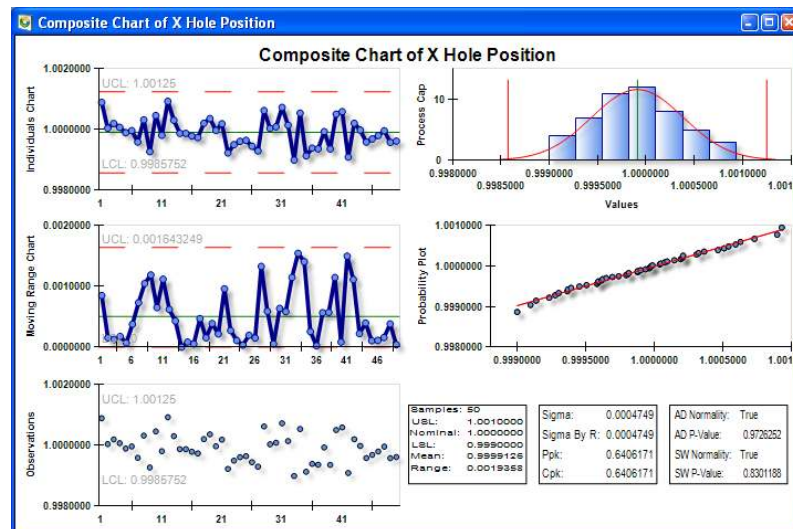 Composite Chart of X Hole Position
Composite Chart of X Hole Position
Individuals Chart
1.0020000
1.0000000
0.9980000
UCL: 1.00125
LCL: 0.9985752
1 11 21 31 41
Process Cap
10
0
0.9980000 0.9990000 1.0000000 1.0010000
0.9985000 0.9995000 1.0005000 1.001
Values
Moving Range Chart
0.0020000
0.0010000
0.0000000
UCL: 0.001643249
1 6 11 16 21 26 31 36 41 46
Probability Plot
1.0010000
1.0000000
0.9990000
0.9980000
0.9990000 0.9995000 1.0000000 1.0005000 1.001
Observations
1.0020000
1.0000000
0.9980000
UCL: 1.00125
LCL: 0.9985752
1 11 21 31 41
Samples: 50
USL: 1.0010000
Nominal: 1.0000000
LSL: 0.9990000
Mean: 0.9999126
Range: 0.0019358
Sigma: 0.0004749
Sigma By R: 0.0004749
Ppk: 0.6406171
Cpk: 0.6406171
AD Normality: True
AD P-Value: 0.9726252
SW Normality: True
SW P-Value: 0.8301188